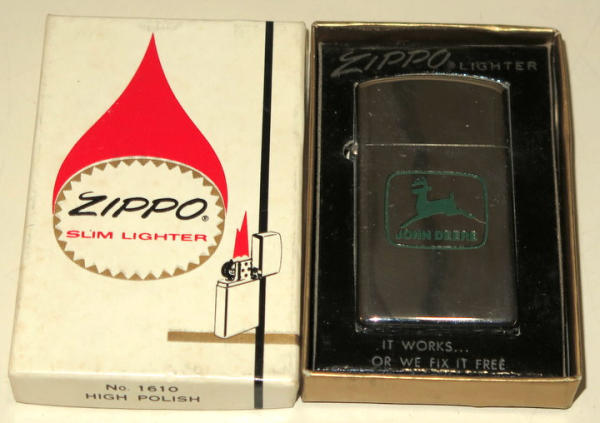 ZIPPO®
SLIM LIGHTER
No. 1610
HIGH POLISH
ZIPPO® LIGHTER
JOHN DEERE
IT WORKS...
OR WE FIX IT FREE